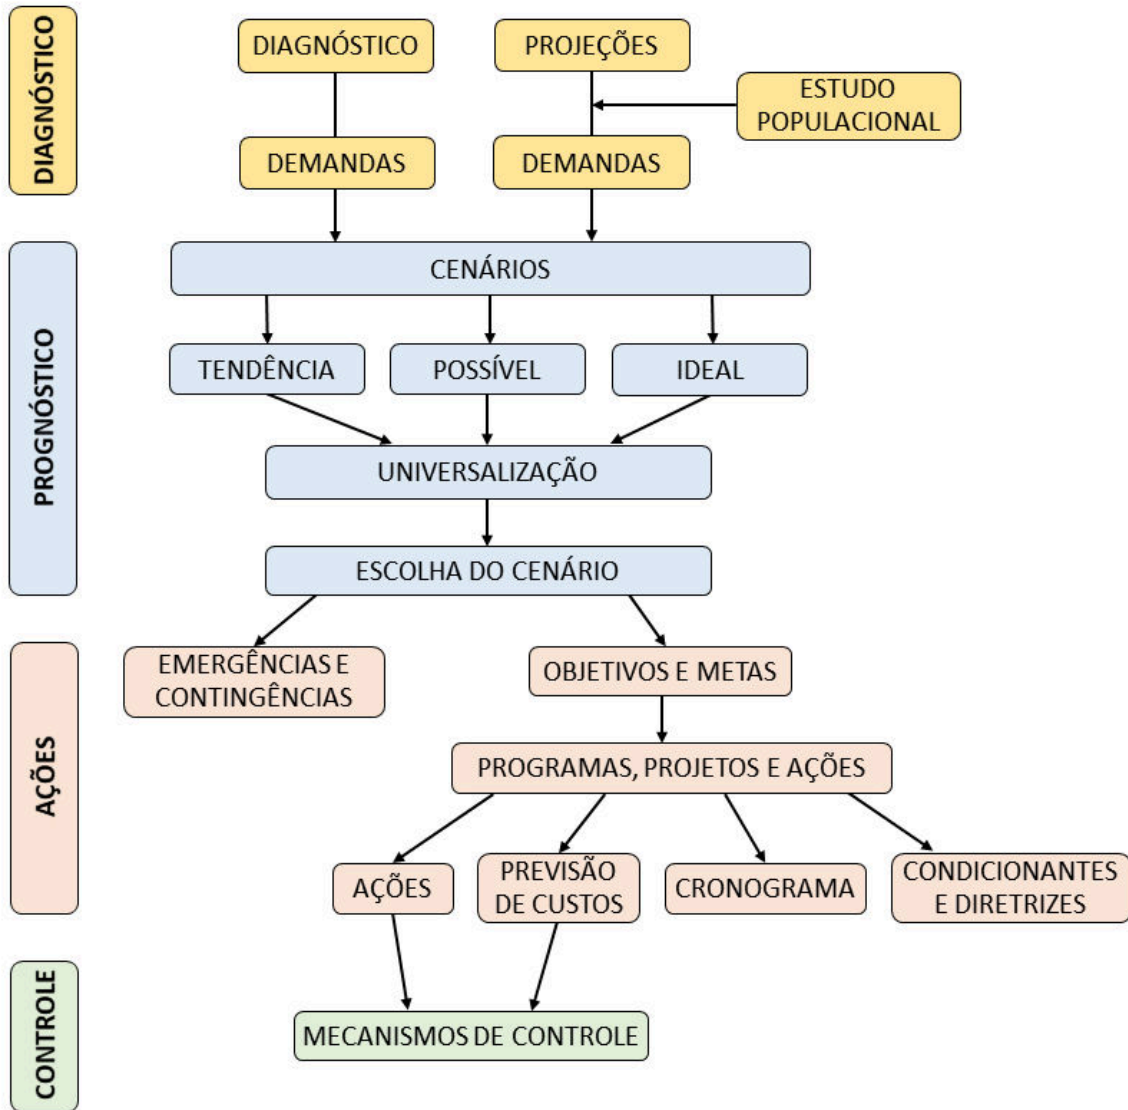 DIAGNÓSTICO
DIAGNÓSTICO
PROJEÇÕES
ESTUDO
POPULACIONAL
DEMANDAS
DEMANDAS
PROGNÓSTICO
CENÁRIOS
TENDÊNCIA
POSSÍVEL
IDEAL
UNIVERSALIZAÇÃO
ESCOLHA DO CENÁRIO
AÇÕES
EMERGÊNCIAS E
CONTINGÊNCIAS
OBJETIVOS E METAS
PROGRAMAS, PROJETOS E AÇÕES
AÇÕES
PREVISÃO
DE CUSTOS
CRONOGRAMA
CONDICIONANTES
E DIRETRIZES
CONTROLE
MECANISMOS DE CONTROLE